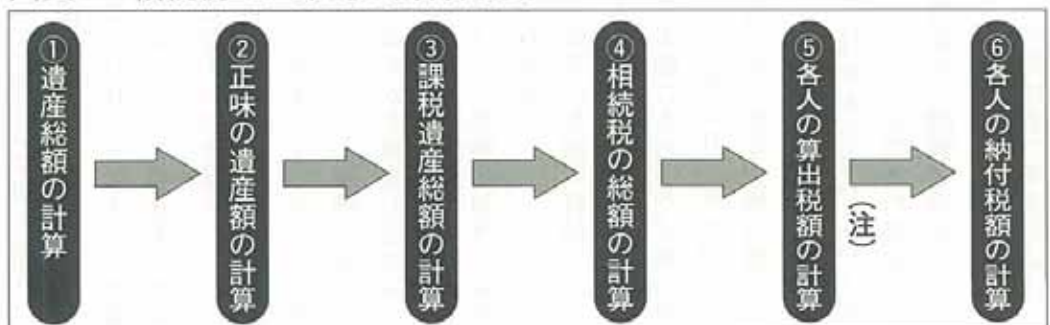 ①遺産総額の計算
②正味の遺産額の計算
③課税遺産総額の計算
④相続税の総額の計算
⑤各人の算出税額の計算
(注)
⑥各人の納付税額の計算